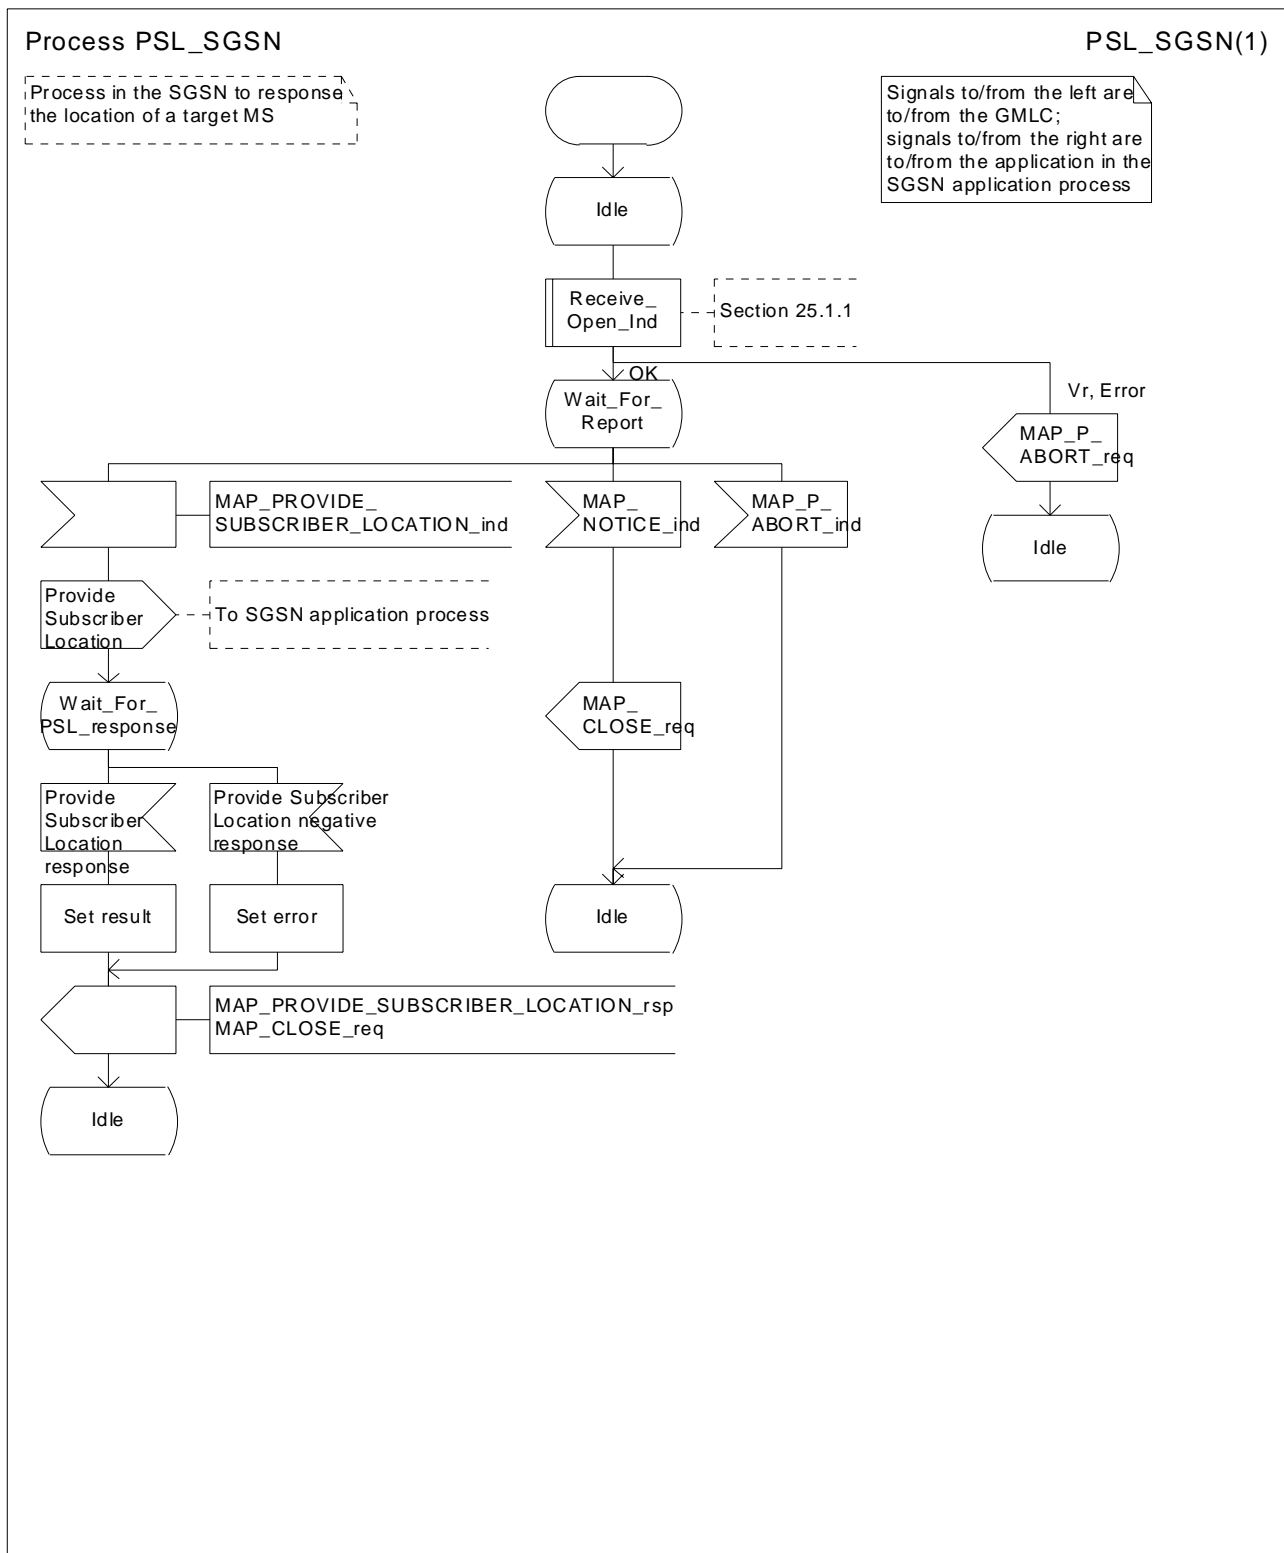 Process PSL_SGSN
PSL_SGSN(1)
Process in the SGSN to response
the location of a target MS
Signals to/from the left are
to/from the GMLC;
signals to/from the right are
to/from the application in the
SGSN application process
Idle
Receive_
Open_Ind
Section 25.1.1
OK
Vr, Error
Wait_For_
Report
MAP_P_
ABORT_req
Idle
MAP_PROVIDE_
SUBSCRIBER_LOCATION_ind
MAP_
NOTICE_ind
MAP_P_
ABORT_ind
Provide
Subscriber
Location
To SGSN application process
Wait_For_
PSL_response
MAP_
CLOSE_req
Provide
Subscriber
Location
response
Provide Subscriber
Location negative
response
Set result
Set error
Idle
MAP_PROVIDE_SUBSCRIBER_LOCATION_rsp
MAP_CLOSE_req
Idle